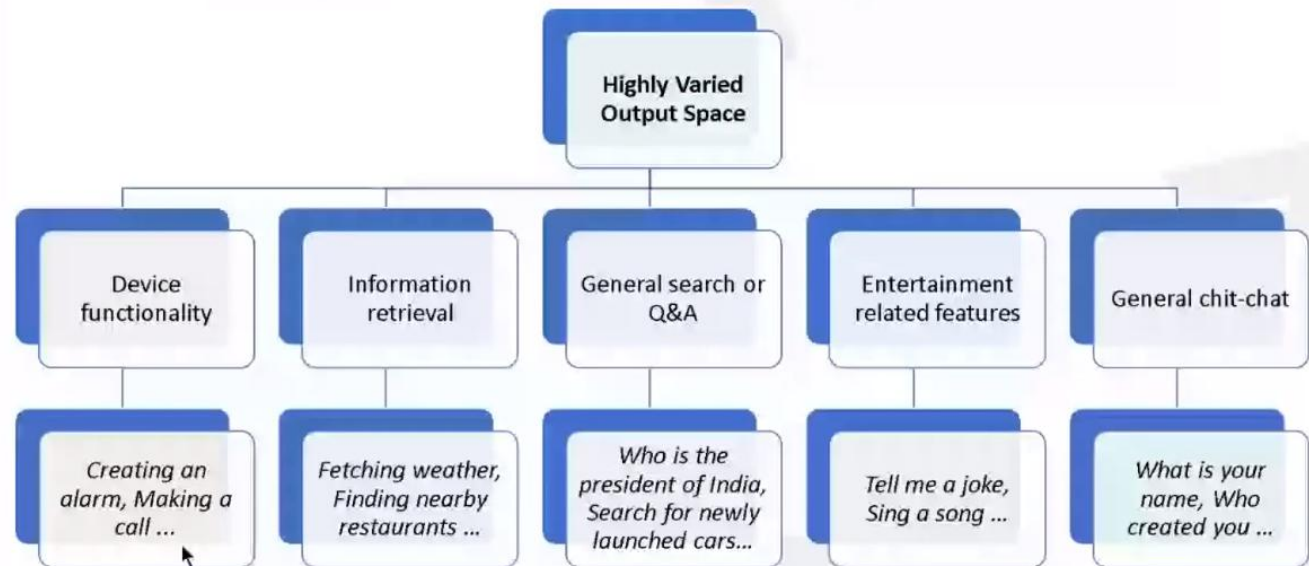 Highly Varied
Output Space
Device
functionality
Information
retrieval
General search or
Q&A
Entertainment
related features
General chit-chat
Creating an
alarm, Making a
call ...
Fetching weather,
Finding nearby
restaurants ...
Who is the
president of India,
Search for newly
launched cars...
Tell me a joke,
Sing a song ...
What is your
name, Who
created you ...